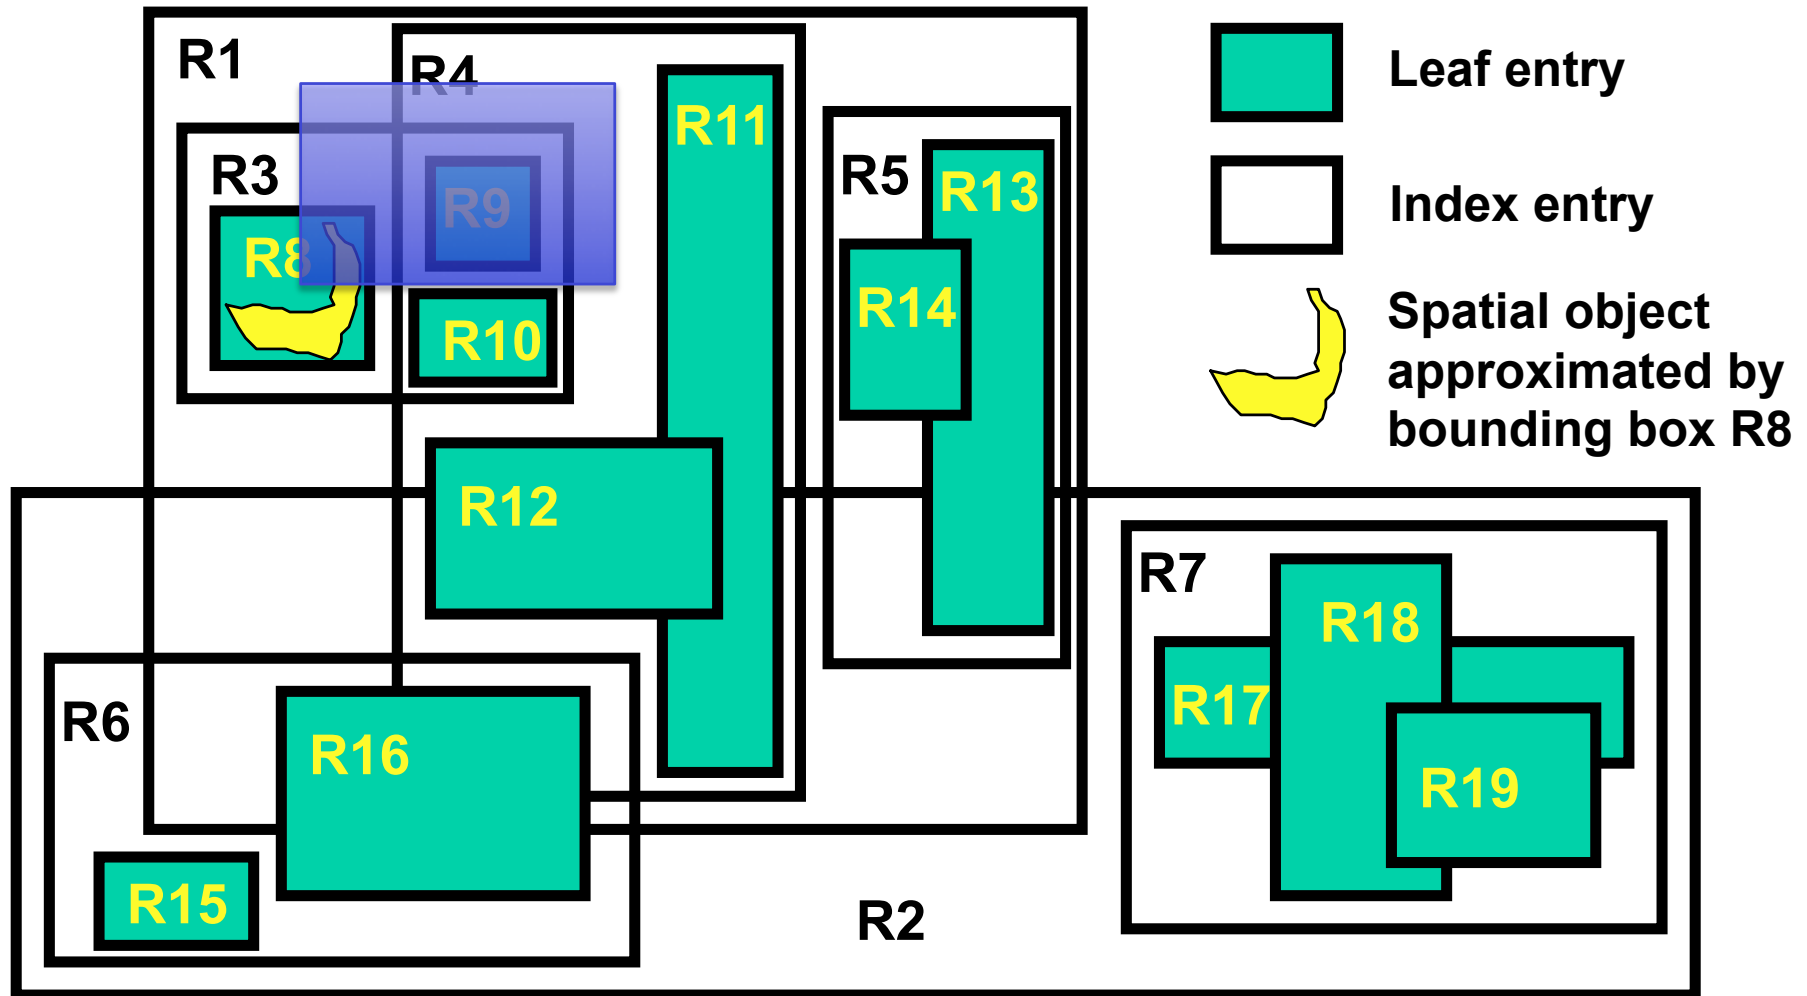 R1
R4
R11
R3
R9
R8
R10
R5
R13
R14
R12
R7
R18
R17
R19
R6
R16
R15
R2
Leaf entry
Index entry
Spatial object
approximated by
bounding box R8